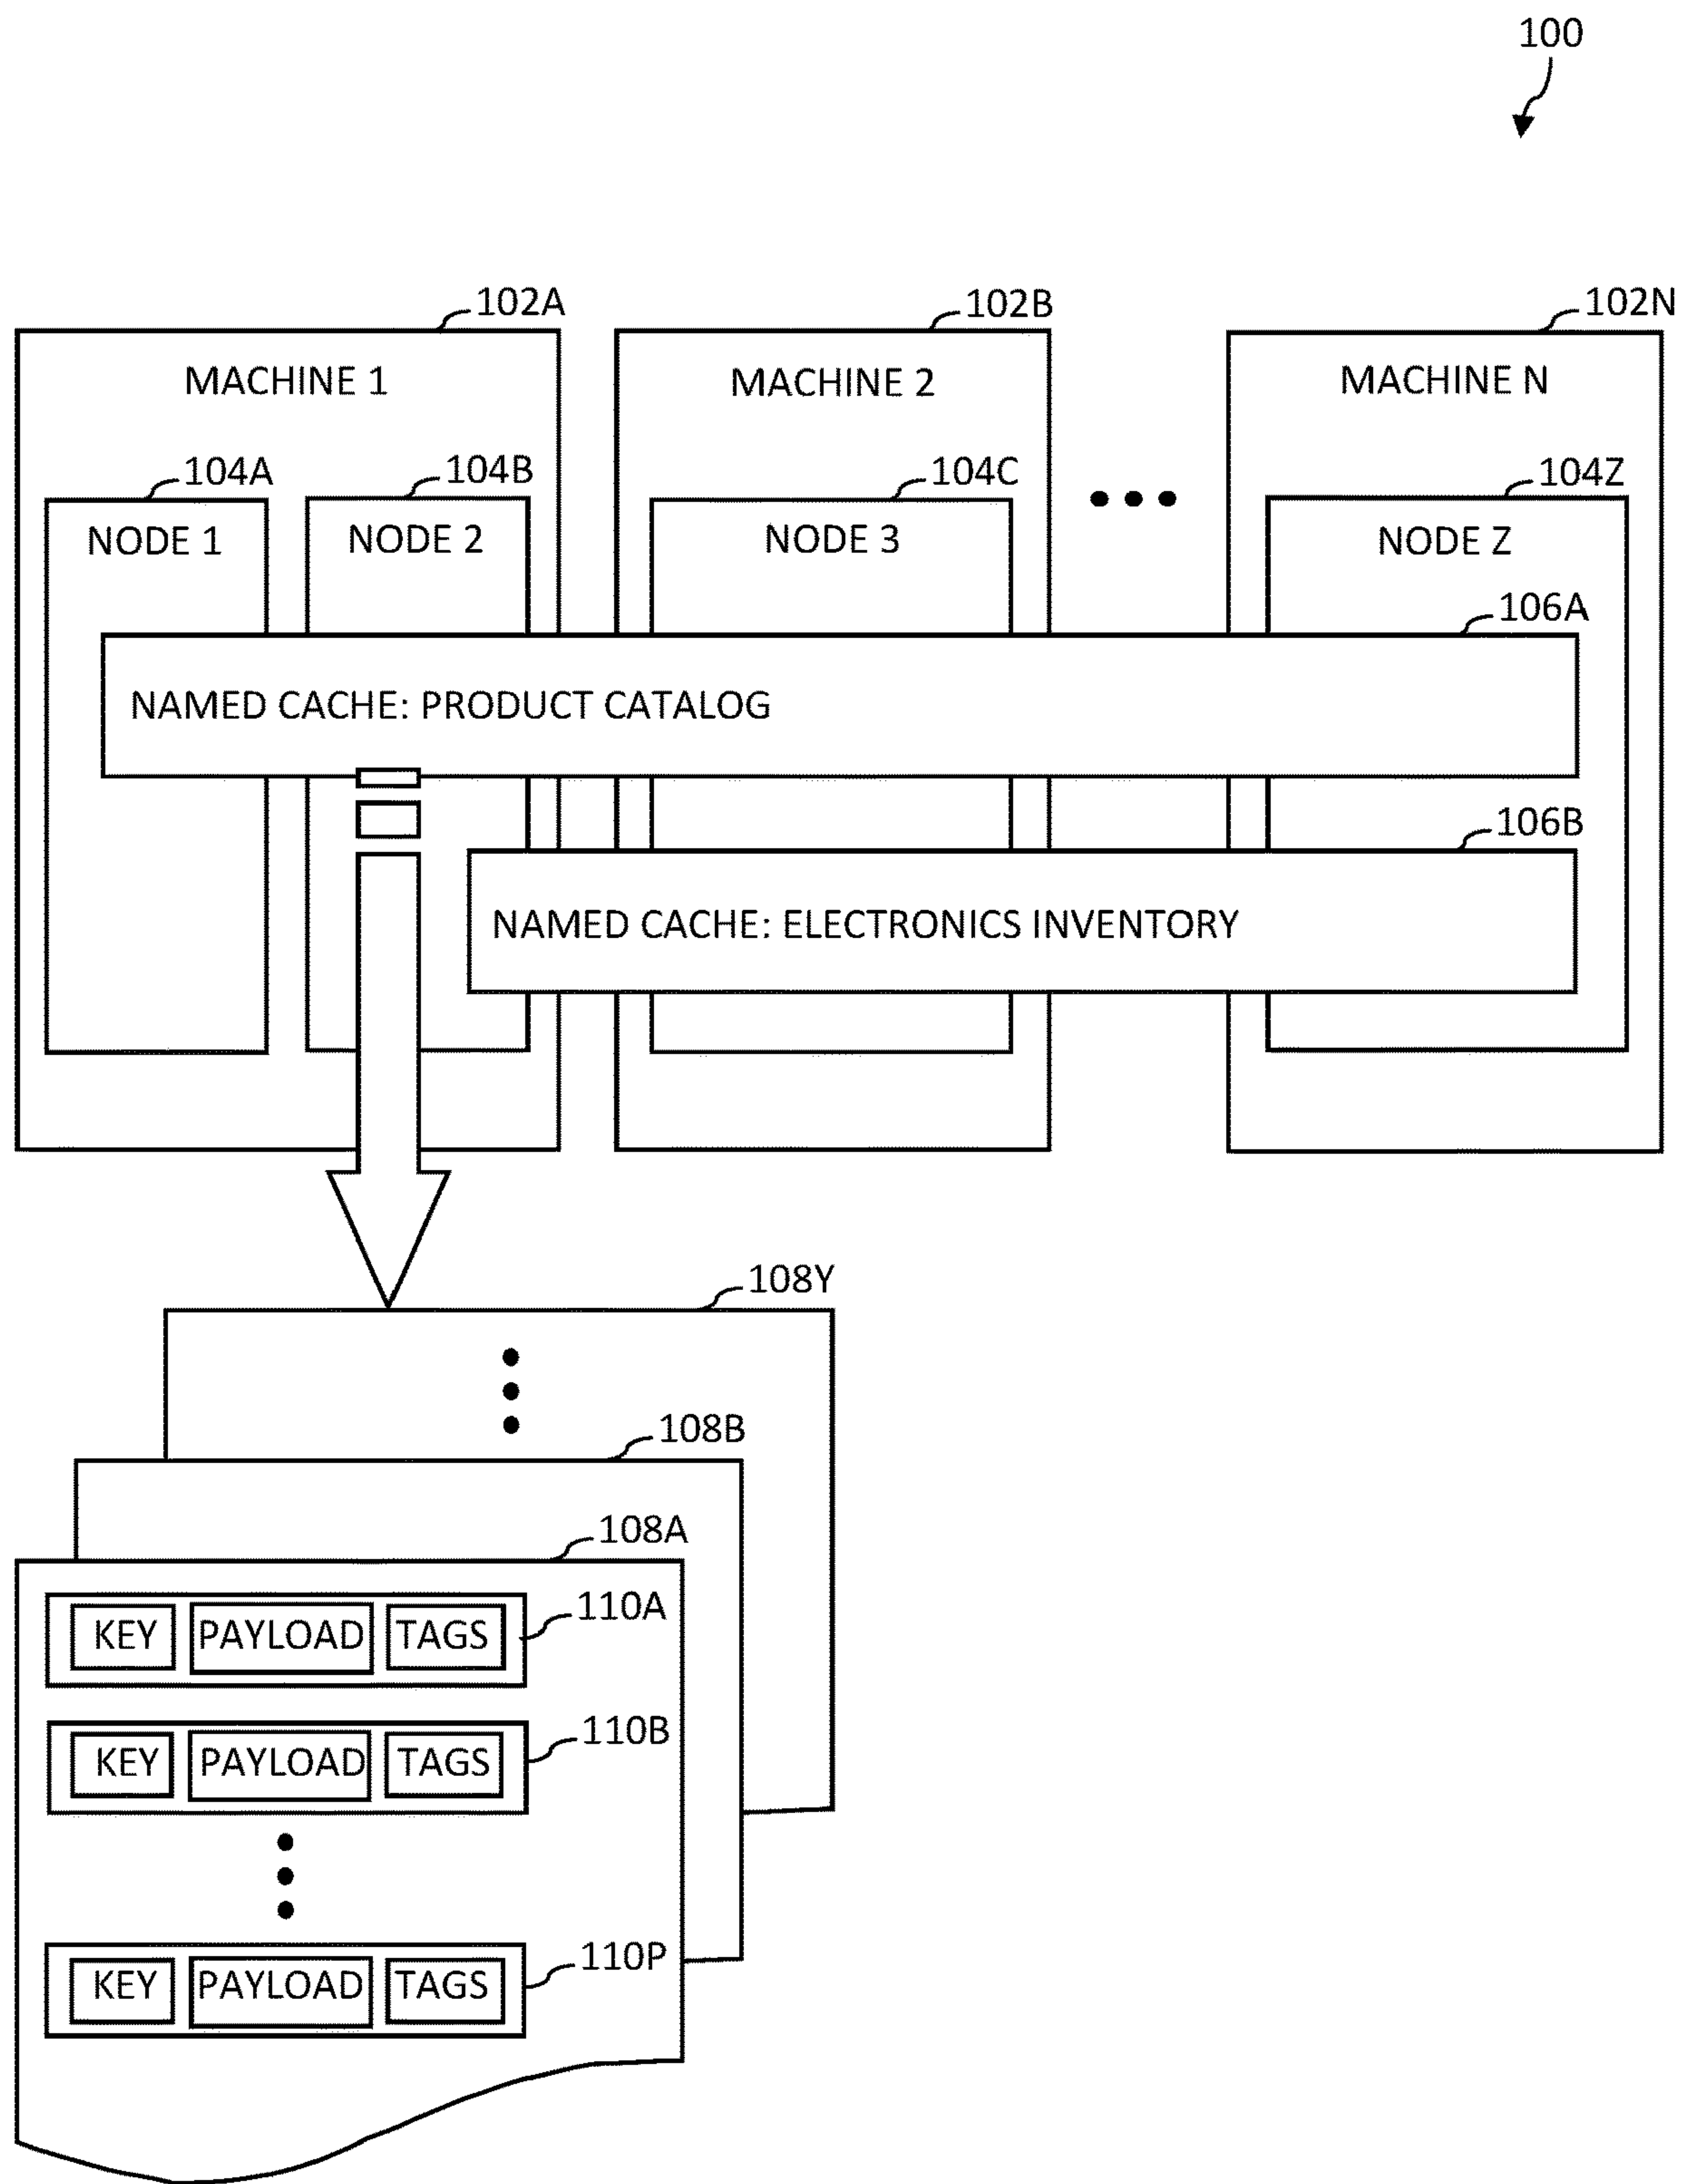 100
102A
102B
102N
MACHINE 1
MACHINE 2
MACHINE N
104A
104B
104C
104Z
NODE 1
NODE 2
NODE 3
NODE Z
106A
NAMED CACHE: PRODUCT CATALOG
106B
NAMED CACHE: ELECTRONICS INVENTORY
108Y
108B
108A
KEY PAYLOAD TAGS
110A
KEY PAYLOAD TAGS
110B
KEY PAYLOAD TAGS
110P